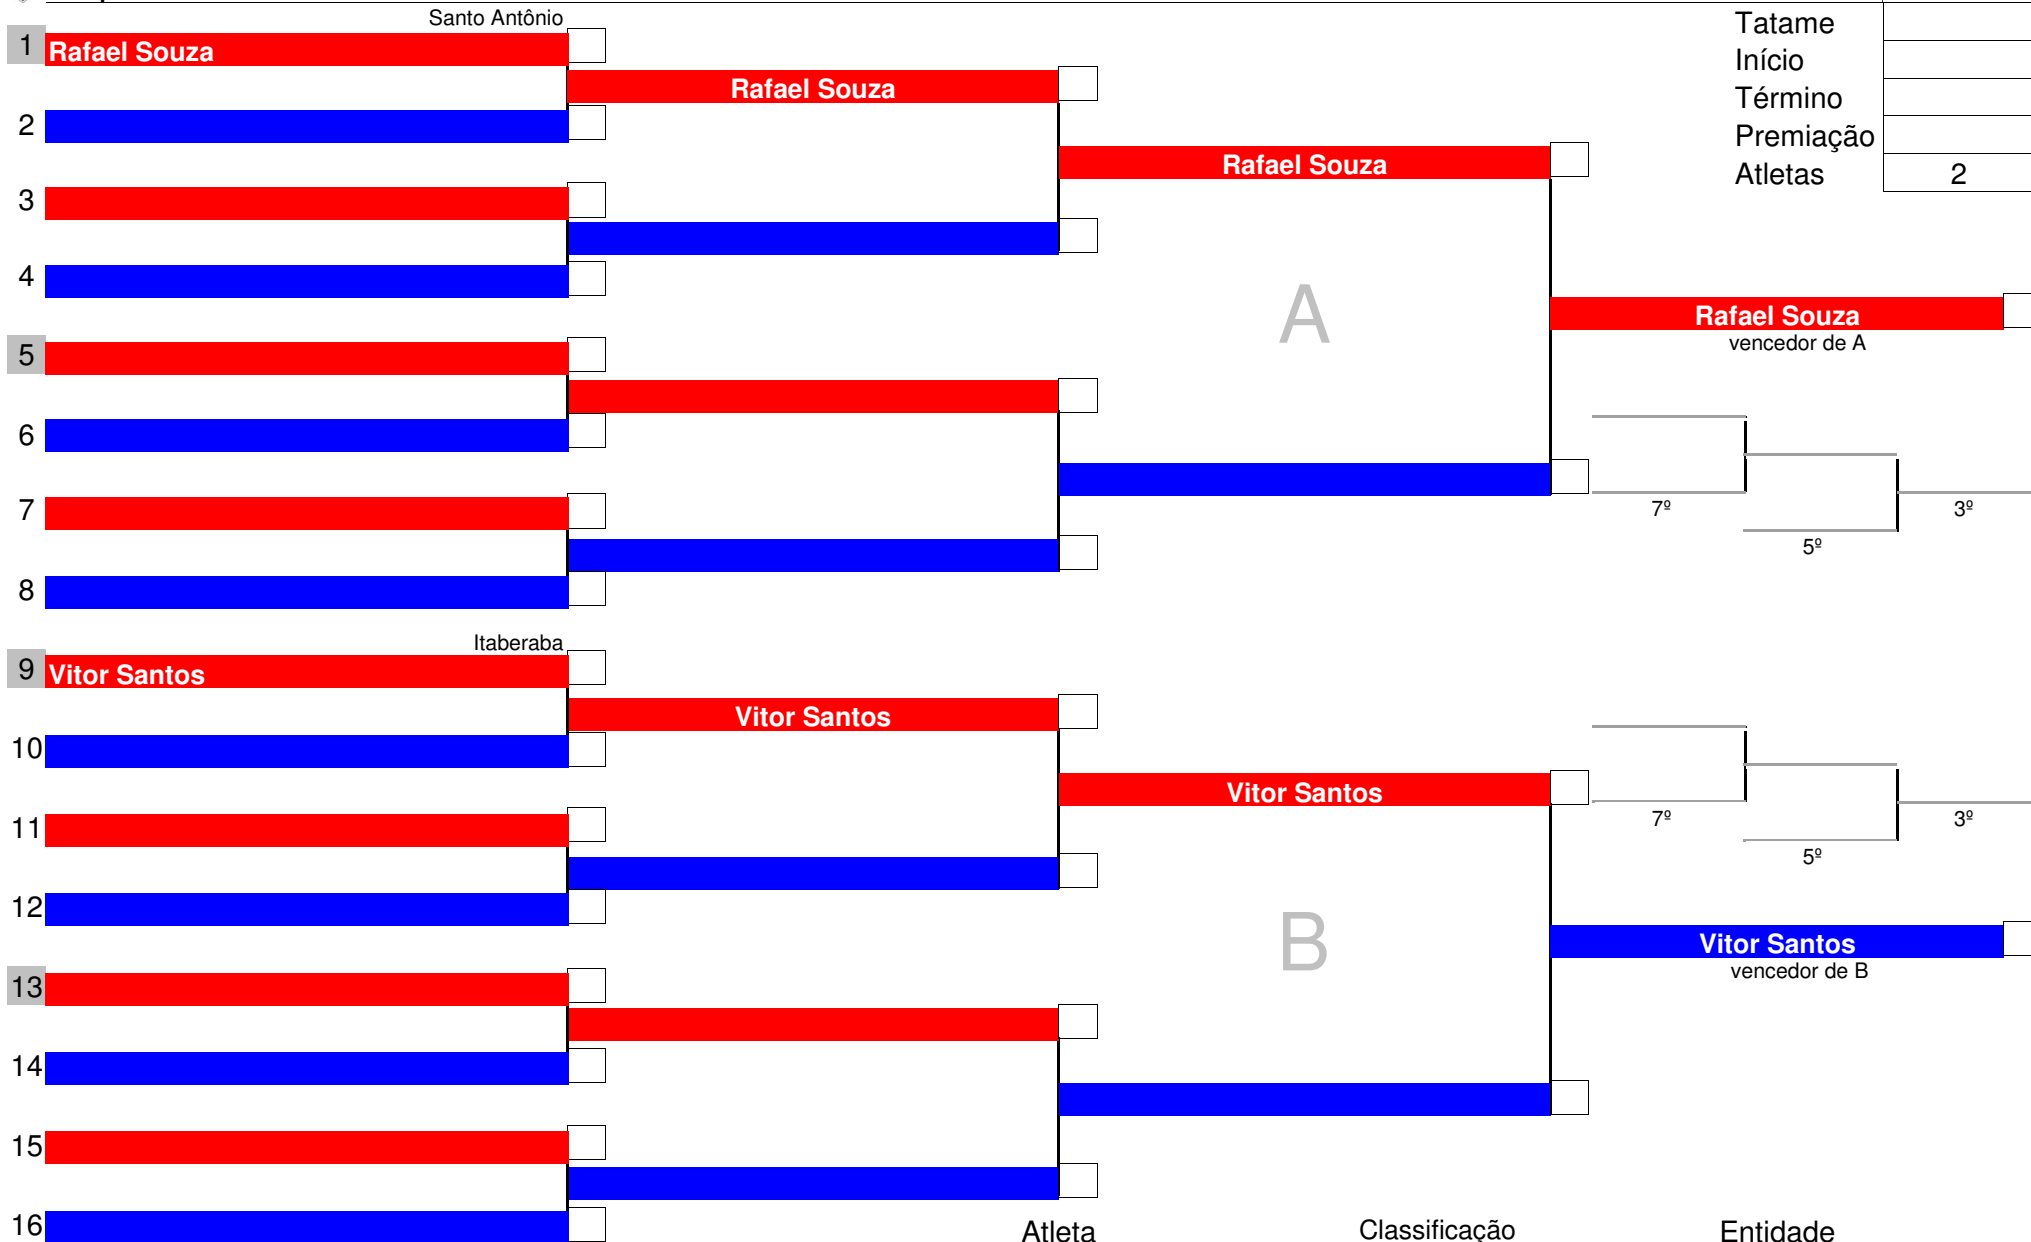 Santo Antônio
Tatame
1 Rafael Souza
Início
Rafael Souza
Término
2
Premiação
Rafael Souza
Atletas 2
3
4
A
Rafael Souza
vencedor de A
5
6
7
7º 3º
5º
8
Itaberaba
9 Vitor Santos
Vitor Santos
10
Vitor Santos
11
7º 3º
5º
12
B
Vitor Santos
vencedor de B
13
14
15
16
Atleta Classificação Entidade